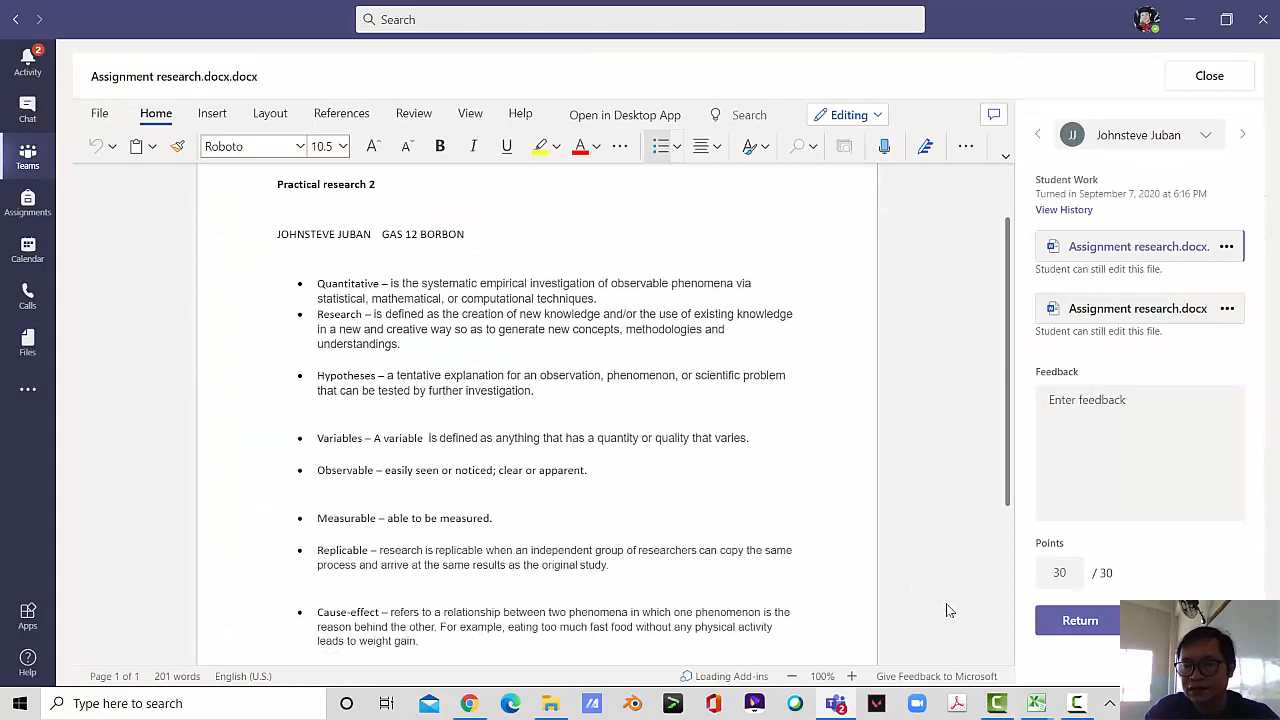 Search
2
Activity
Chat
Teams
Assignments
Calendar
Calls
Files
Apps
Help
Assignment research.docx.docx
Close
File Home Insert Layout References Review View Help Open in Desktop App Search Editing
Roboto 10.5 B I U A
Practical research 2
JOHNSTEVE JUBAN GAS 12 BORBON
• Quantitative – is the systematic empirical investigation of observable phenomena via
statistical, mathematical, or computational techniques.
• Research – is defined as the creation of new knowledge and/or the use of existing knowledge
in a new and creative way so as to generate new concepts, methodologies and
understandings.
• Hypotheses – a tentative explanation for an observation, phenomenon, or scientific problem
that can be tested by further investigation.
• Variables – A variable is defined as anything that has a quantity or quality that varies.
• Observable – easily seen or noticed; clear or apparent.
• Measurable – able to be measured.
• Replicable – research is replicable when an independent group of researchers can copy the same
process and arrive at the same results as the original study.
• Cause-effect – refers to a relationship between two phenomena in which one phenomenon is the
reason behind the other. For example, eating too much fast food without any physical activity
leads to weight gain.
Page 1 of 1 201 words English (U.S.) Loading Add-ins 100% Give Feedback to Microsoft
JJ Johnsteve Juban
Student Work
Turned in September 7, 2020 at 6:16 PM
View History
Assignment research.docx.
Student can still edit this file.
Assignment research.docx
Student can still edit this file.
Feedback
Enter feedback
Points
30 / 30
Return
Type here to search
2